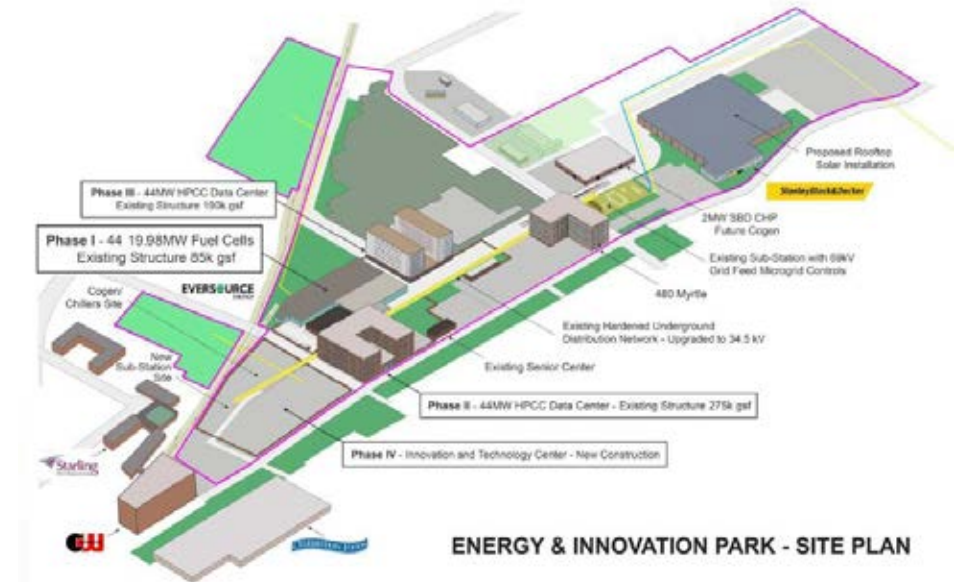 Proposed Rooftop
Solar Installation
StanleyBlack&Decker
Phase III - 44MW HPCC Data Center
Existing Structure 190k gsf
2MW SBD CHP
Future Cogen
Phase I - 44 19.98MW Fuel Cells
Existing Structure 85k gsf
Existing Sub-Station with 69kV
Grid Feed Microgrid Controls
EVERSOURCE
ENERGY
480 Myrtle
Cogen/
Chillers Site
Existing Hardened Underground
Distribution Network - Upgraded to 34.5 kV
New
Sub-Station
Site
Existing Senior Center
Phase II - 44MW HPCC Data Center - Existing Structure 275k gsf
Phase IV - Innovation and Technology Center - New Construction
Starling
ENERGY & INNOVATION PARK - SITE PLAN